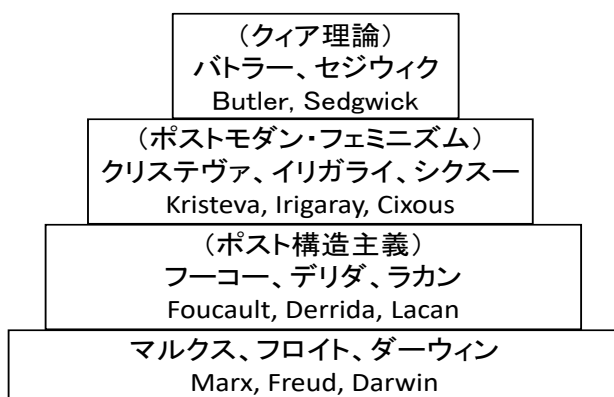 （クィア理論）
バトラー、セジウィク
Butler, Sedgwick
（ポストモダン・フェミニズム）
クリステヴァ、イリガライ、シクスー
Kristeva, Irigaray, Cixous
（ポスト構造主義）
フーコー、デリダ、ラカン
Foucault, Derrida, Lacan
マルクス、フロイト、ダーウィン
Marx, Freud, Darwin